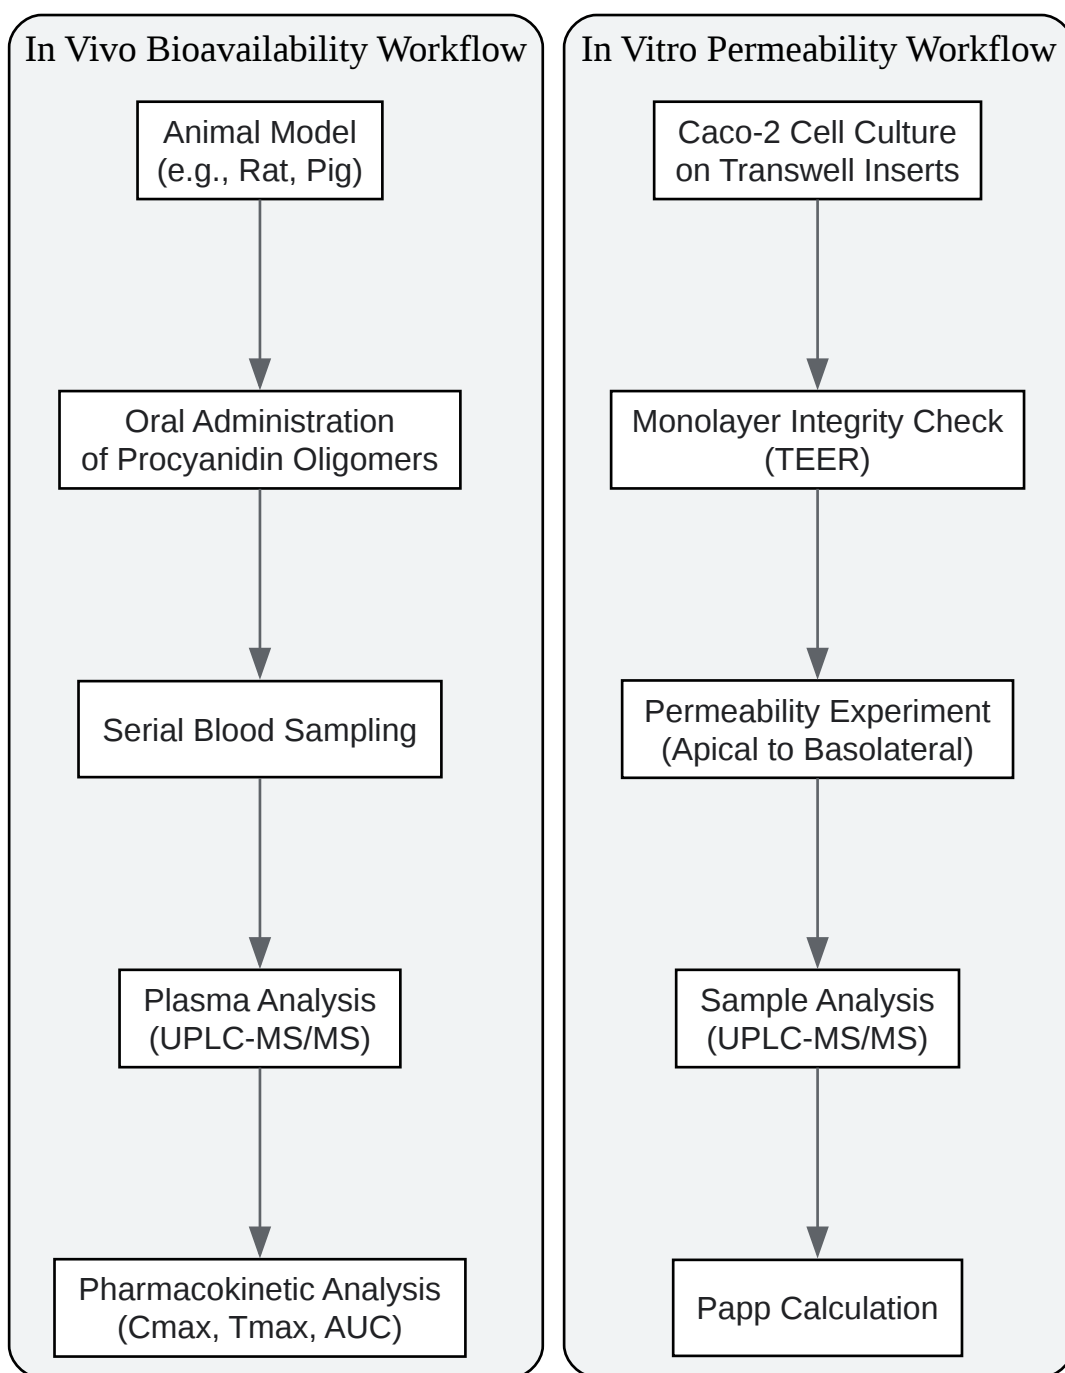 In Vivo Bioavailability Workflow
Animal Model
(e.g., Rat, Pig)
Oral Administration
of Procyanidin Oligomers
Serial Blood Sampling
Plasma Analysis
(UPLC-MS/MS)
Pharmacokinetic Analysis
(Cmax, Tmax, AUC)
In Vitro Permeability Workflow
Caco-2 Cell Culture
on Transwell Inserts
Monolayer Integrity Check
(TEER)
Permeability Experiment
(Apical to Basolateral)
Sample Analysis
(UPLC-MS/MS)
Papp Calculation